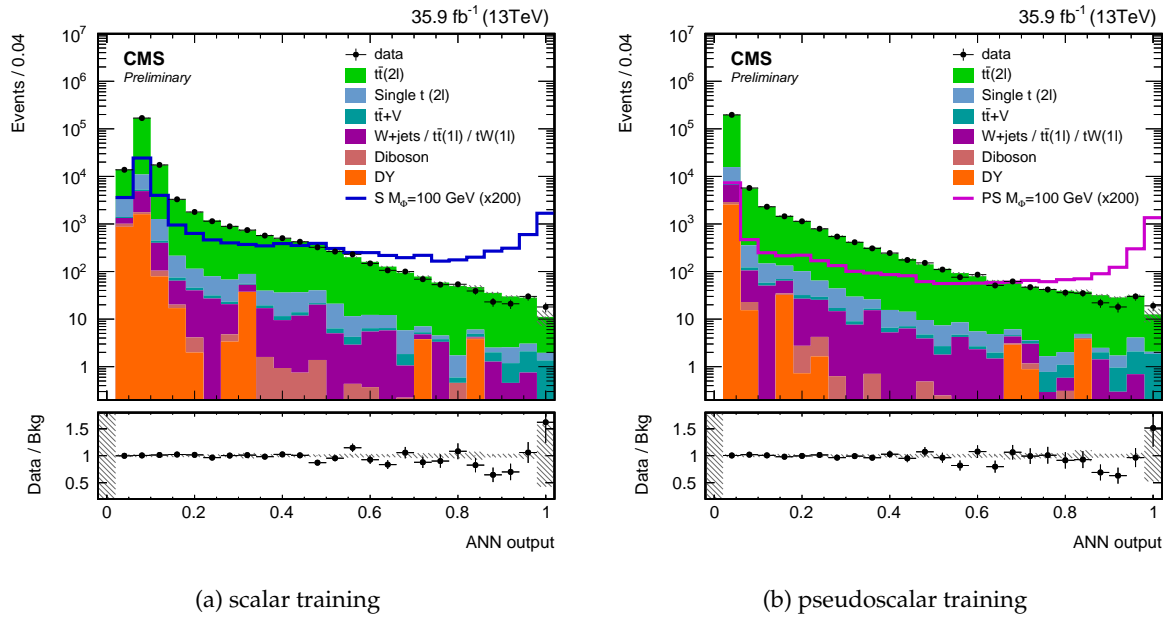 35.9 fb⁻¹ (13TeV)
Events / 0.04
10⁷
10⁶
10⁵
10⁴
10³
10²
10
1
CMS
Preliminary
data
tt̄(2l)
Single t (2l)
tt̄+V
W+jets / tt̄(1l) / tW(1l)
Diboson
DY
S M_Φ=100 GeV (x200)
Data / Bkg
1.5
1.0
0.5
0 0.2 0.4 0.6 0.8 1
ANN output
(a) scalar training
35.9 fb⁻¹ (13TeV)
Events / 0.04
10⁷
10⁶
10⁵
10⁴
10³
10²
10
1
CMS
Preliminary
data
tt̄(2l)
Single t (2l)
tt̄+V
W+jets / tt̄(1l) / tW(1l)
Diboson
DY
PS M_Φ=100 GeV (x200)
Data / Bkg
1.5
1.0
0.5
0 0.2 0.4 0.6 0.8 1
ANN output
(b) pseudoscalar training